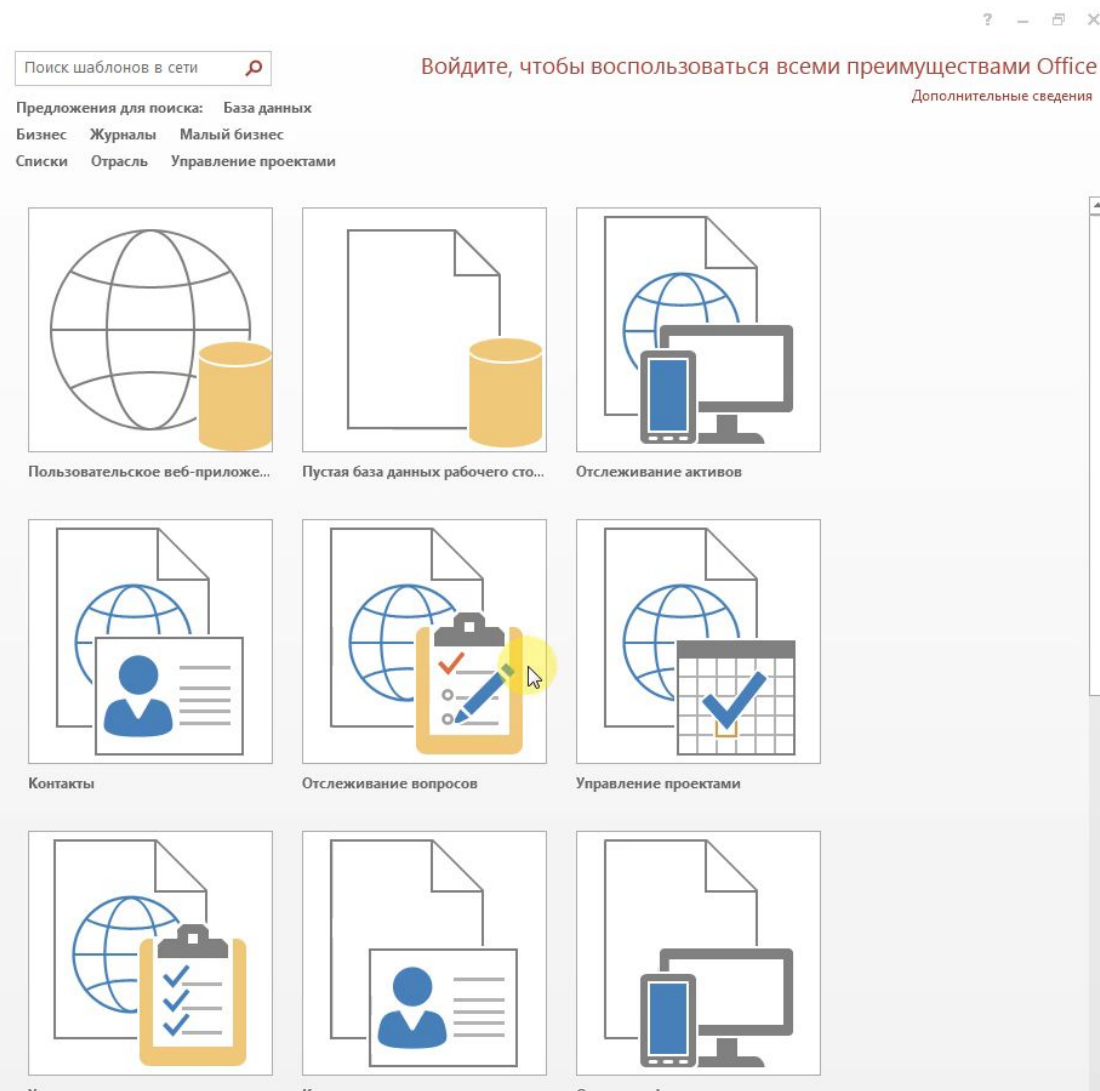 ?
Поиск шаблонов в сети
Войдите, чтобы воспользоваться всеми преимуществами Office
Дополнительные сведения
Предложения для поиска: База данных
Бизнес Журналы Малый бизнес
Списки Отрасль Управление проектами
Пользовательское веб-приложе...
Пустая база данных рабочего сто...
Отслеживание активов
Контакты
Отслеживание вопросов
Управление проектами